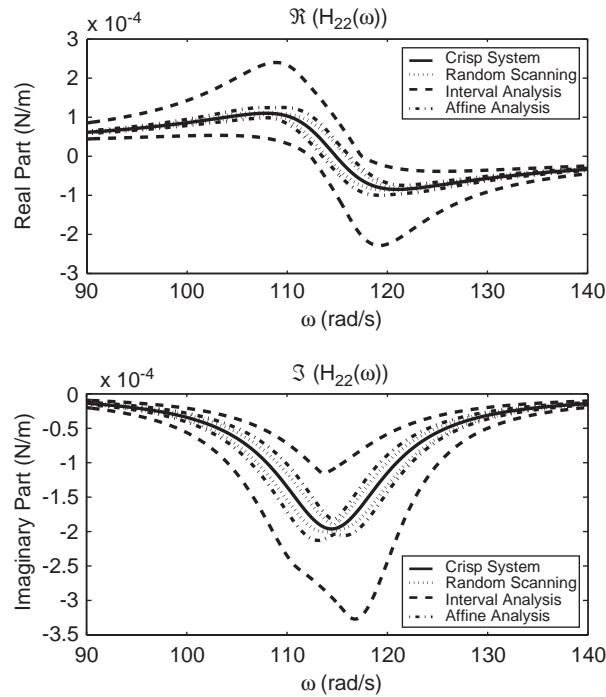 x 10⁻⁴
ℜ (H₂₂(ω))
3
2
1
0
-1
-2
-3
Real Part (N/m)
Crisp System
Random Scanning
Interval Analysis
Affine Analysis
90 100 110 120 130 140
ω (rad/s)
x 10⁻⁴
ℑ (H₂₂(ω))
0
-0.5
-1
-1.5
-2
-2.5
-3
-3.5
Imaginary Part (N/m)
Crisp System
Random Scanning
Interval Analysis
Affine Analysis
90 100 110 120 130 140
ω (rad/s)